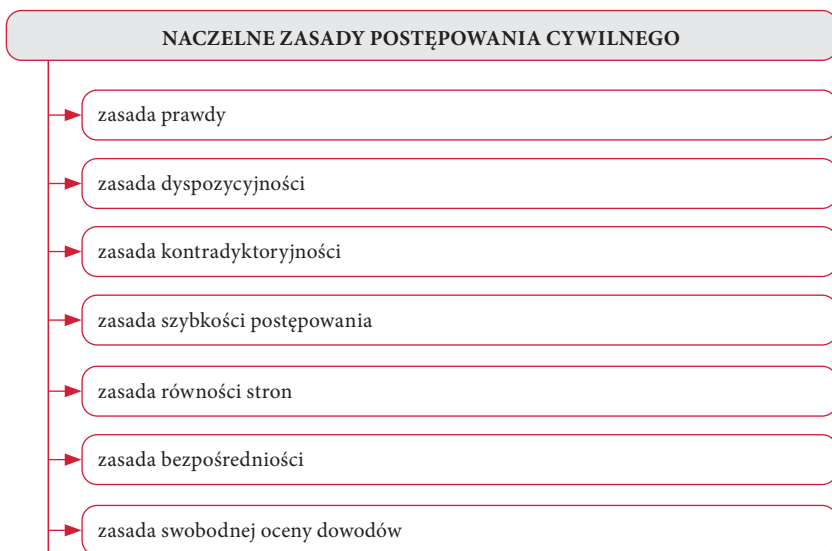 NACZELNE ZASADY POSTĘPOWANIA CYWILNEGO
zasada prawdy
zasada dyspozycyjności
zasada kontradyktoryjności
zasada szybkości postępowania
zasada równości stron
zasada bezpośredniości
zasada swobodnej oceny dowodów